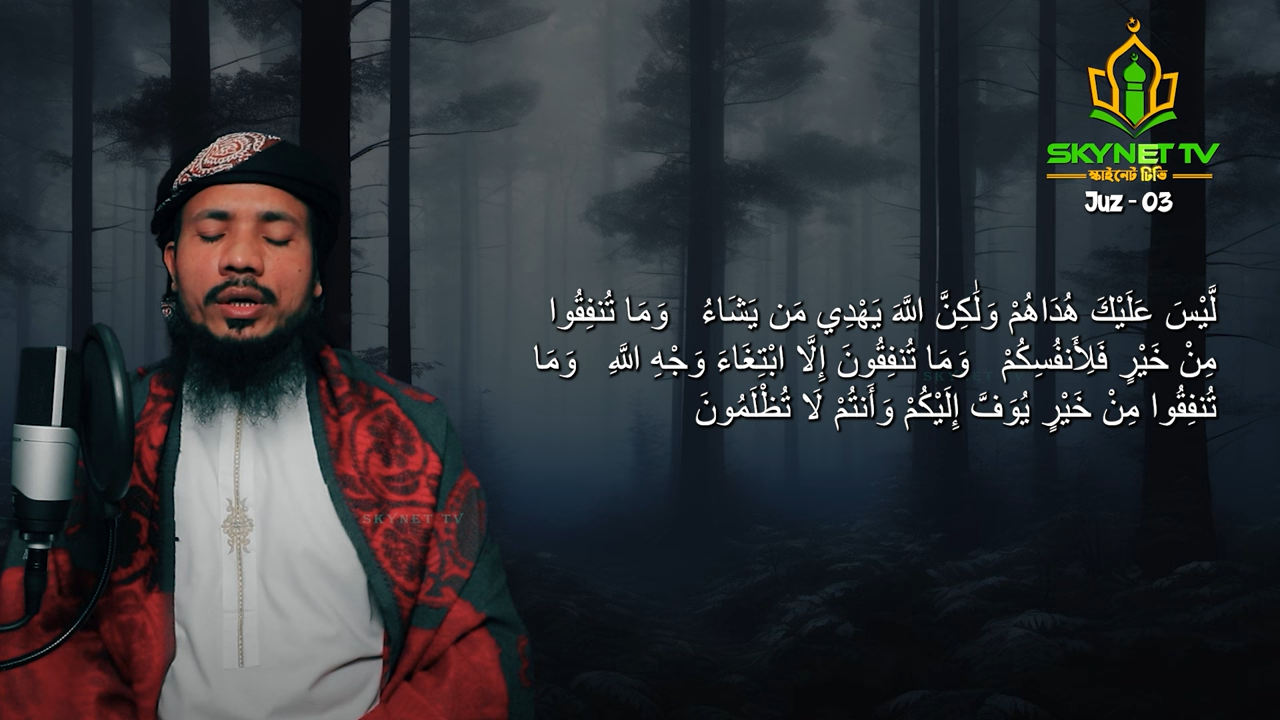 SKYNET TV
স্কাইনেট টিভি
Juz - 03
لَّيْسَ عَلَيْكَ هُدَاهُمْ وَلَٰكِنَّ اللَّهَ يَهْدِي مَن يَشَاءُ وَمَا تُنفِقُوا
مِنْ خَيْرٍ فَلِأَنفُسِكُمْ وَمَا تُنفِقُونَ إِلَّا ابْتِغَاءَ وَجْهِ اللَّهِ وَمَا
تُنفِقُوا مِنْ خَيْرٍ يُوَفَّ إِلَيْكُمْ وَأَنتُمْ لَا تُظْلَمُونَ
SKYNET TV